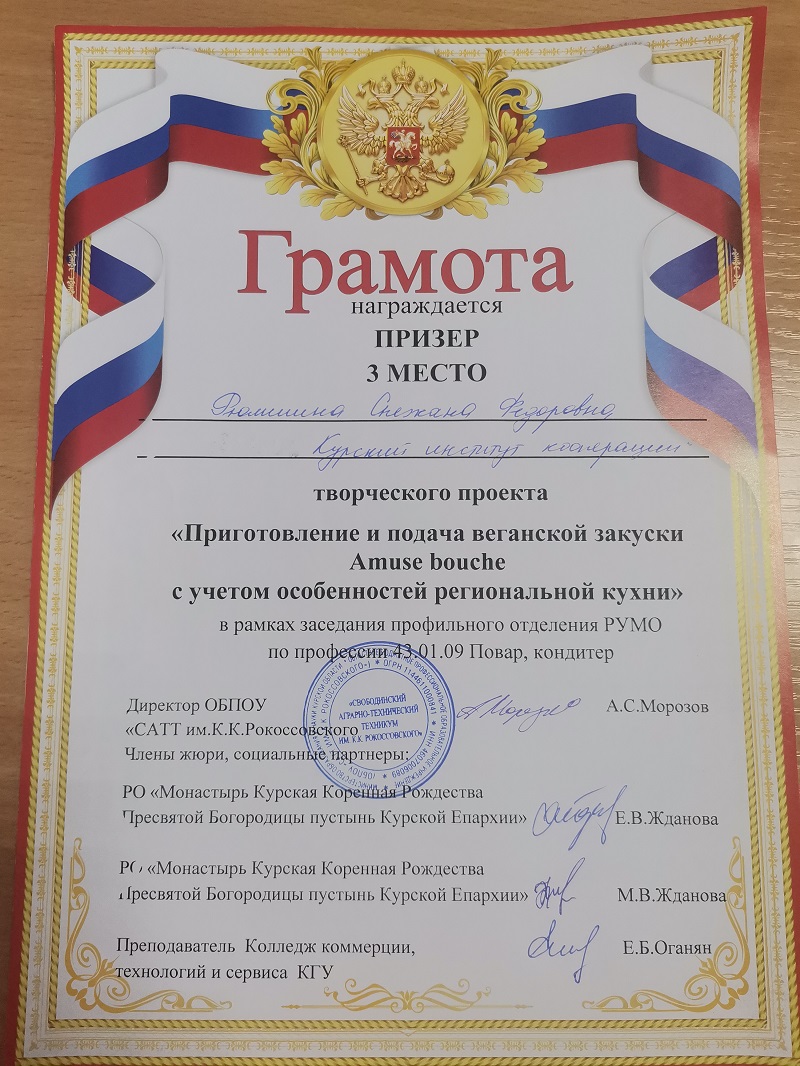 Грамота
награждается
ПРИЗЕР
3 МЕСТО
Снежана Федоровна
Курский институт кооперации
творческого проекта
«Приготовление и подача веганской закуски
Amuse bouche
с учетом особенностей региональной кухни»
в рамках заседания профильного отделения РУМО
по профессии 43.01.09 Повар, кондитер
Директор ОБПОУ
А.С.Морозов
«САТТ им.К.К.Рокоссовского
Члены жюри, социальные партнеры:
«СВОБОДИНСКИЙ
АГРАРНО-ТЕХНИЧЕСКИЙ
ТЕХНИКУМ
ИМ. К.К. РОКОССОВСКОГО»
РО «Монастырь Курская Коренная Рождества
Пресвятой Богородицы пустынь Курской Епархии» Е.В.Жданова
РО «Монастырь Курская Коренная Рождества
Пресвятой Богородицы пустынь Курской Епархии» М.В.Жданова
Преподаватель Колледж коммерции, Е.Б.Оганян
технологий и сервиса КГУ